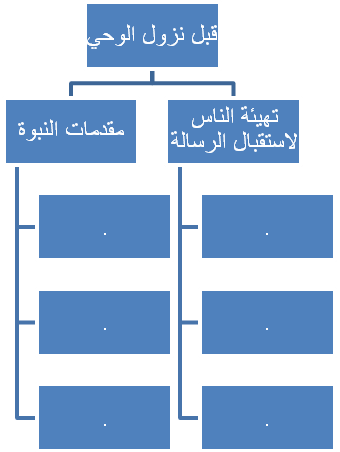 قبل نزول الوحي
تهيئة الناس
لاستقبال الرسالة
مقدمات النبوة
.
.
.
.
.
.